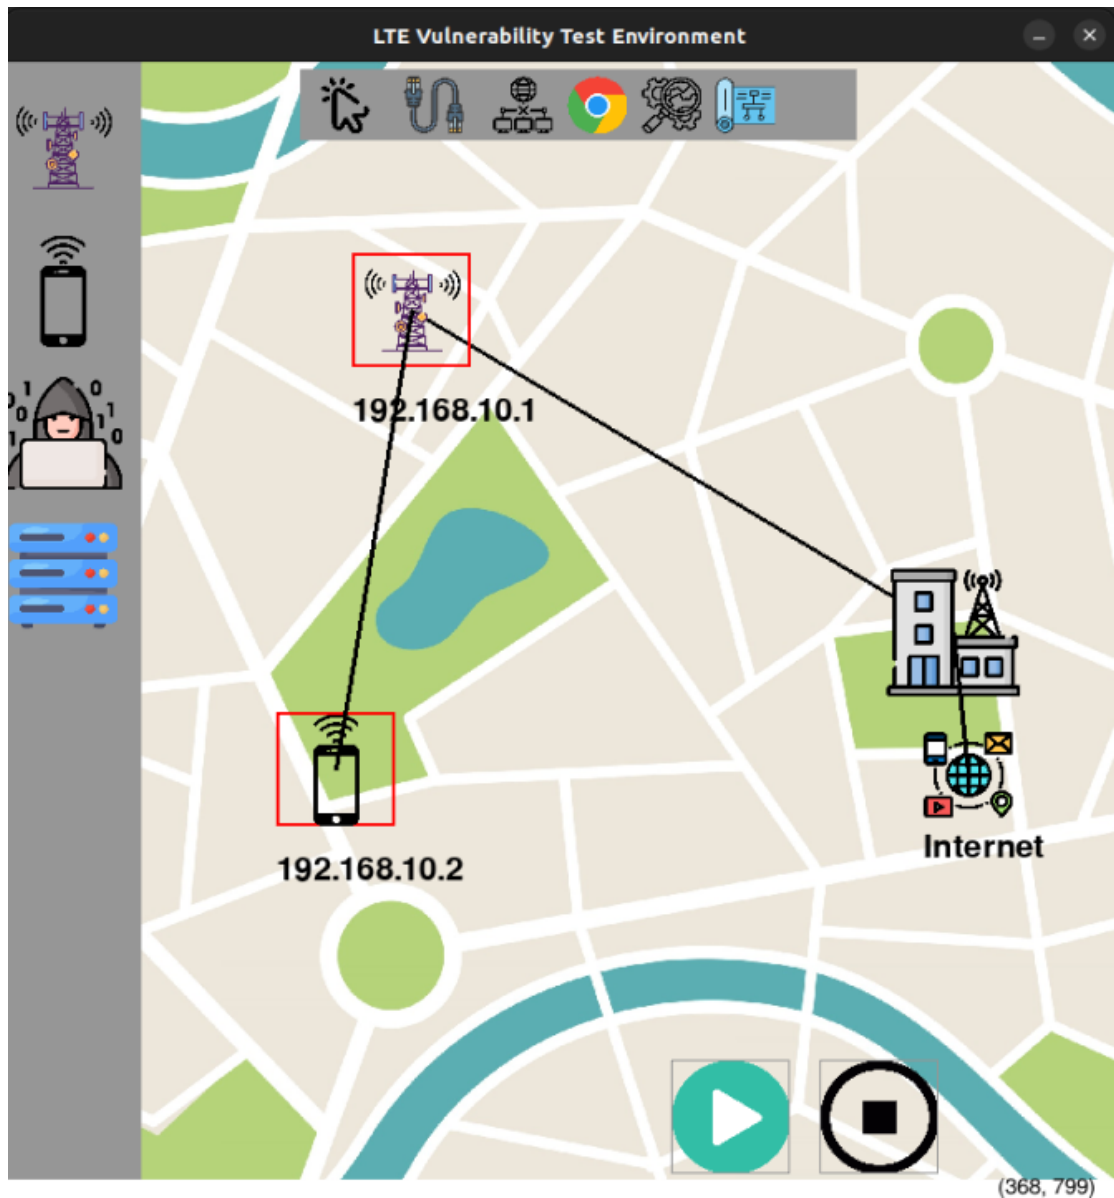 LTE Vulnerability Test Environment
192.168.10.1
192.168.10.2
Internet
(368, 799)